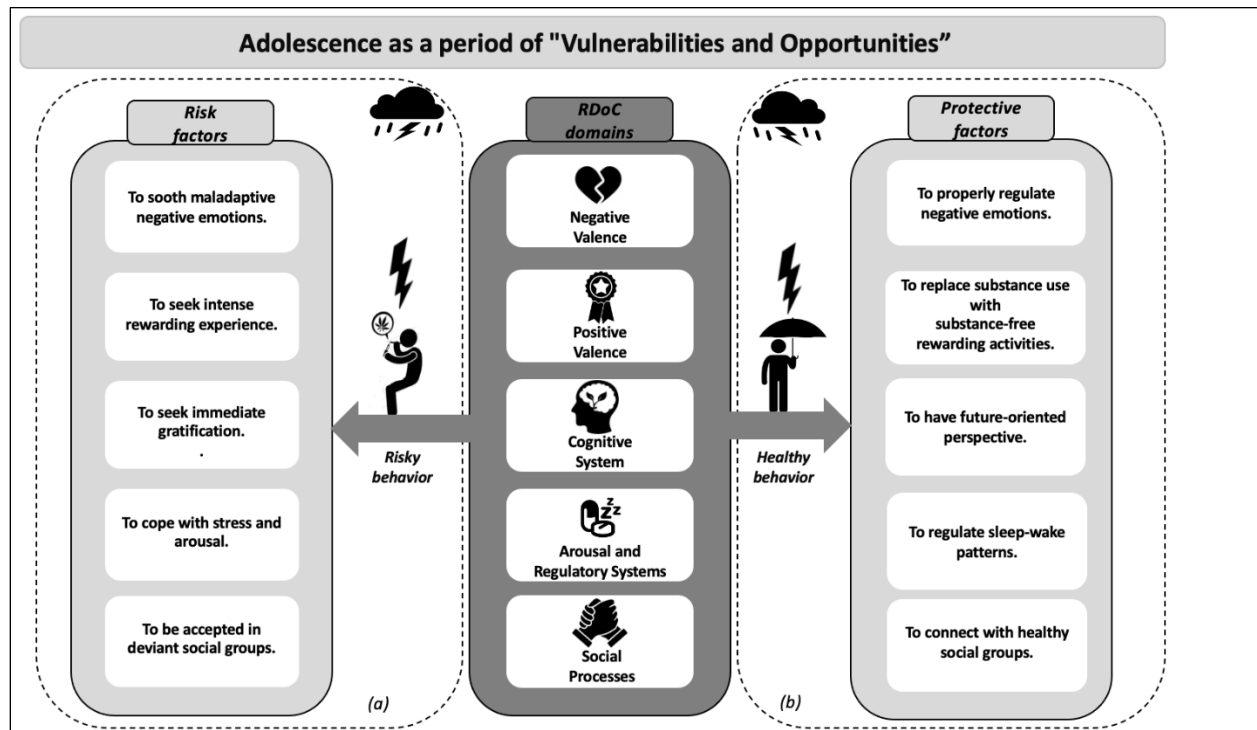 Adolescence as a period of "Vulnerabilities and Opportunities”
Risk
factors
To sooth maladaptive
negative emotions.
To seek intense
rewarding experience.
To seek immediate
gratification.
.
To cope with stress and
arousal.
To be accepted in
deviant social groups.
Risky
behavior
(a)
RDoC
domains
Negative
Valence
Positive
Valence
Cognitive
System
zzz
Arousal and
Regulatory Systems
Social
Processes
Healthy
behavior
(b)
Protective
factors
To properly regulate
negative emotions.
To replace substance use
with
substance-free
rewarding activities.
To have future-oriented
perspective.
To regulate sleep-wake
patterns.
To connect with healthy
social groups.